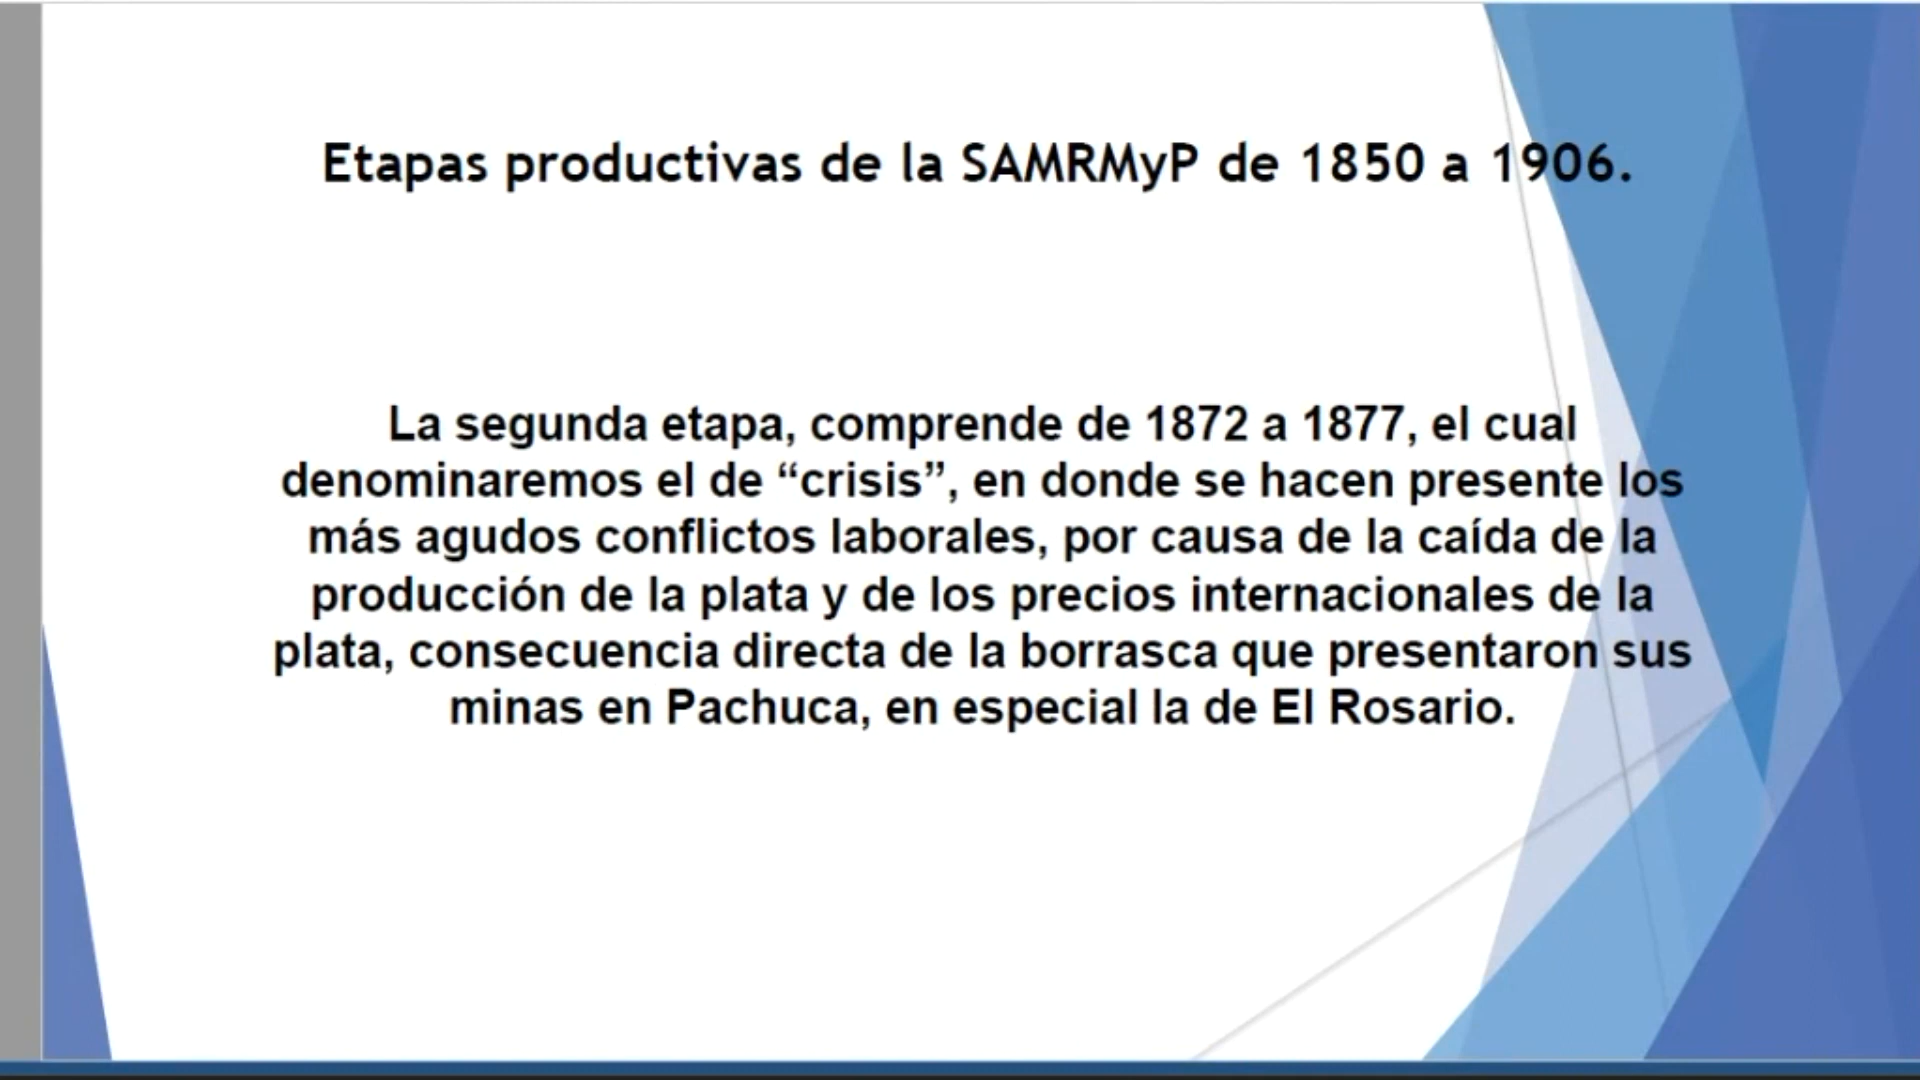 Etapas productivas de la SAMRMyP de 1850 a 1906.
La segunda etapa, comprende de 1872 a 1877, el cual
denominaremos el de “crisis”, en donde se hacen presente los
más agudos conflictos laborales, por causa de la caída de la
producción de la plata y de los precios internacionales de la
plata, consecuencia directa de la borrasca que presentaron sus
minas en Pachuca, en especial la de El Rosario.